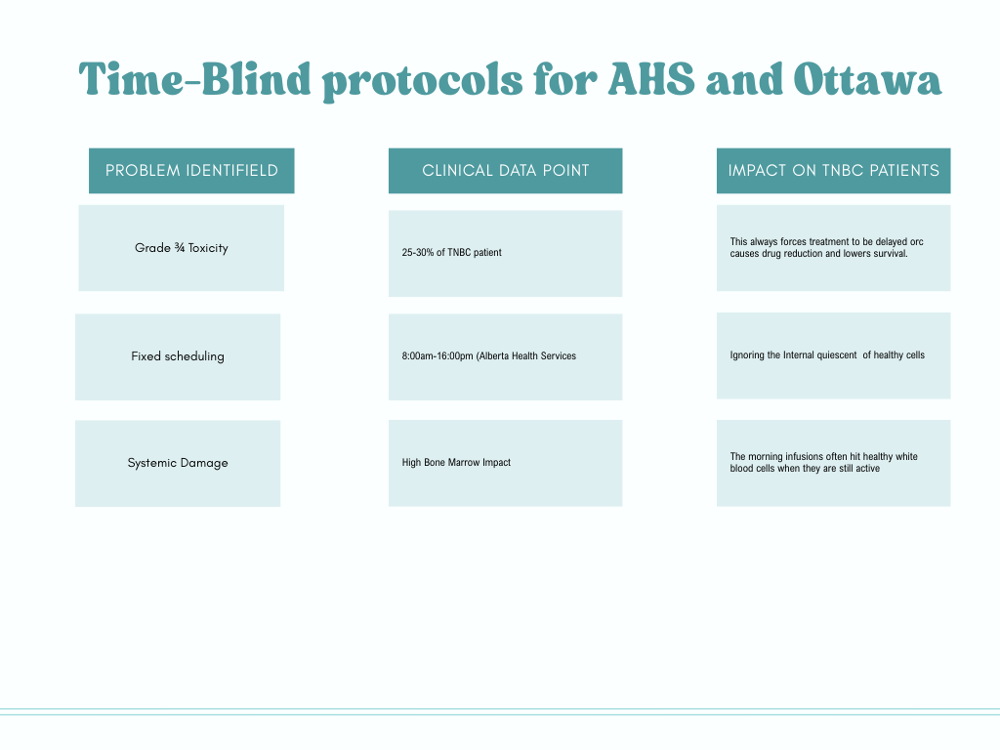 Time-Blind protocols for AHS and Ottawa
PROBLEM IDENTIFIELD
CLINICAL DATA POINT
IMPACT ON TNBC PATIENTS
Grade ¾ Toxicity
25-30% of TNBC patient
This always forces treatment to be delayed orc
causes drug reduction and lowers survival.
Fixed scheduling
8:00am-16:00pm (Alberta Health Services
Ignoring the Internal quiescent  of healthy cells
Systemic Damage
High Bone Marrow Impact
The morning infusions often hit healthy white
blood cells when they are still active